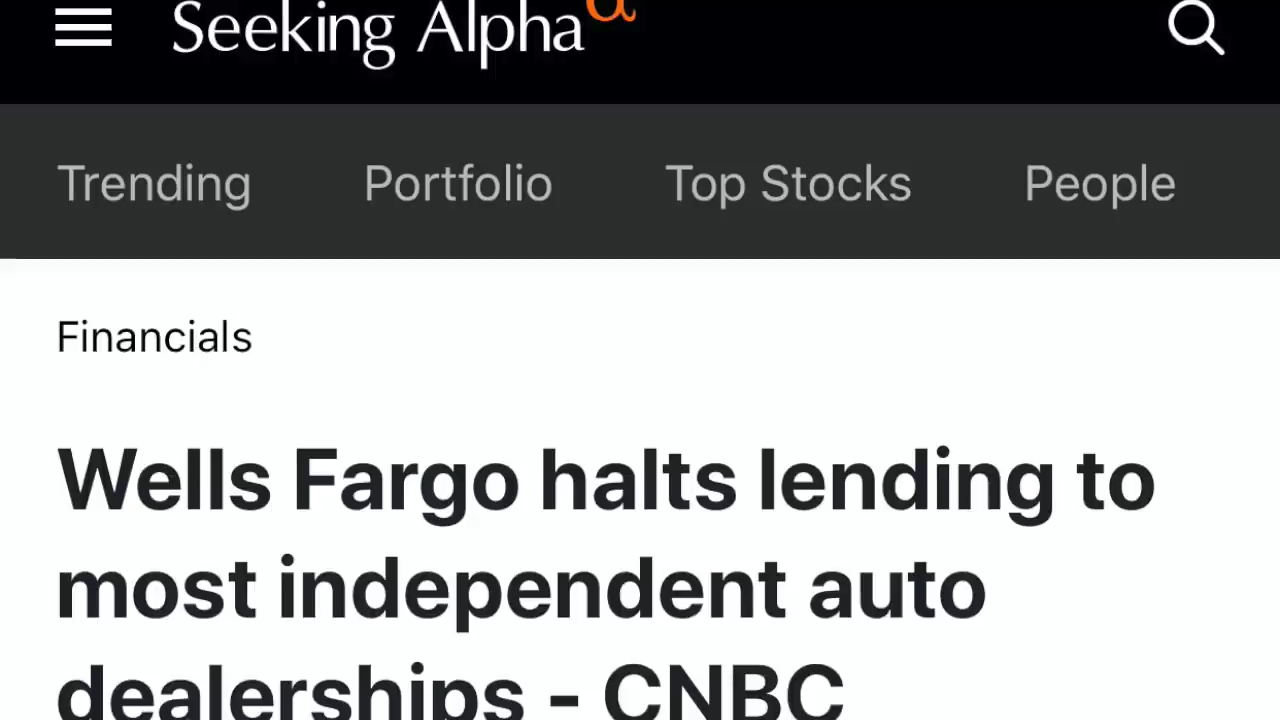 Seeking Alpha α
Trending Portfolio Top Stocks People
Financials
Wells Fargo halts lending to
most independent auto
dealerships - CNBC